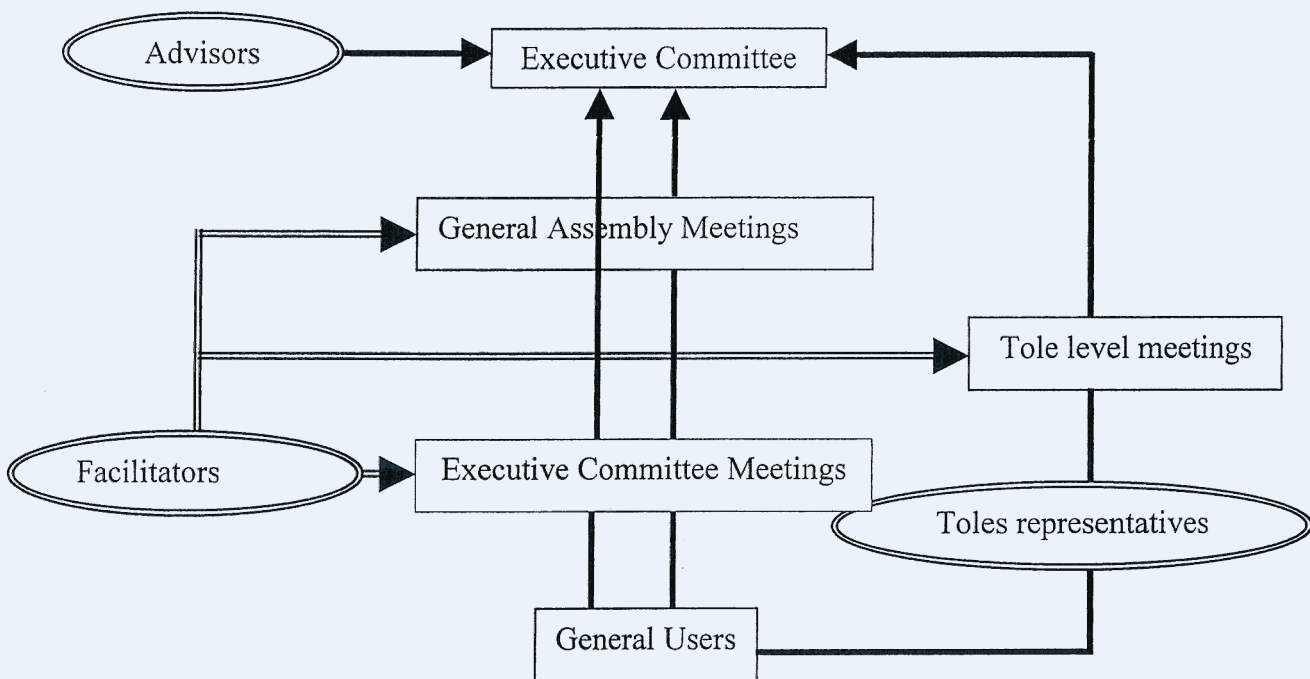 Advisors
Executive Committee
General Assembly Meetings
Tole level meetings
Facilitators
Executive Committee Meetings
Toles representatives
General Users